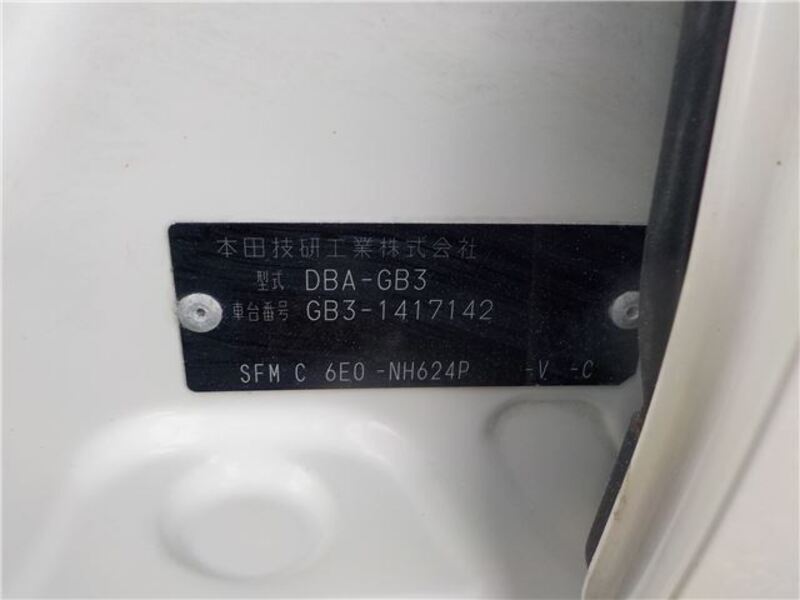 本田技研工業株式会社
型式 DBA-GB3
車台番号 GB3-1417142
SFM C 6E0 -NH624P -V -C